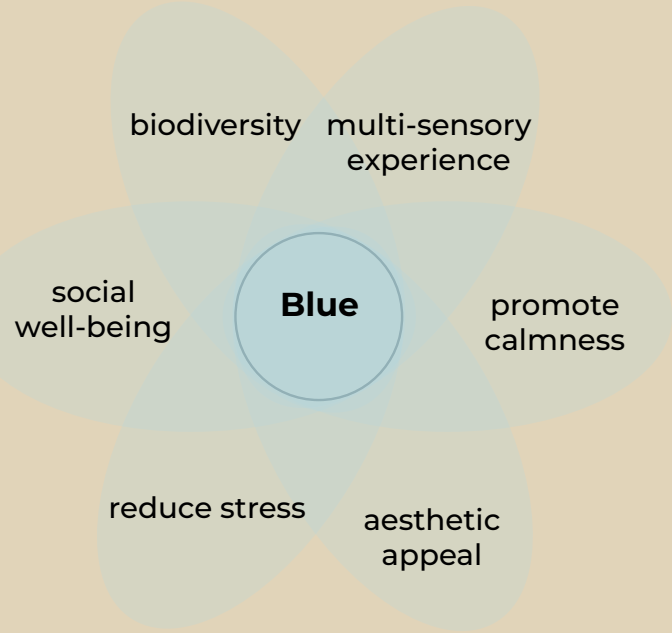 biodiversity
multi-sensory
experience
social
well-being
Blue
promote
calmness
reduce stress
aesthetic
appeal